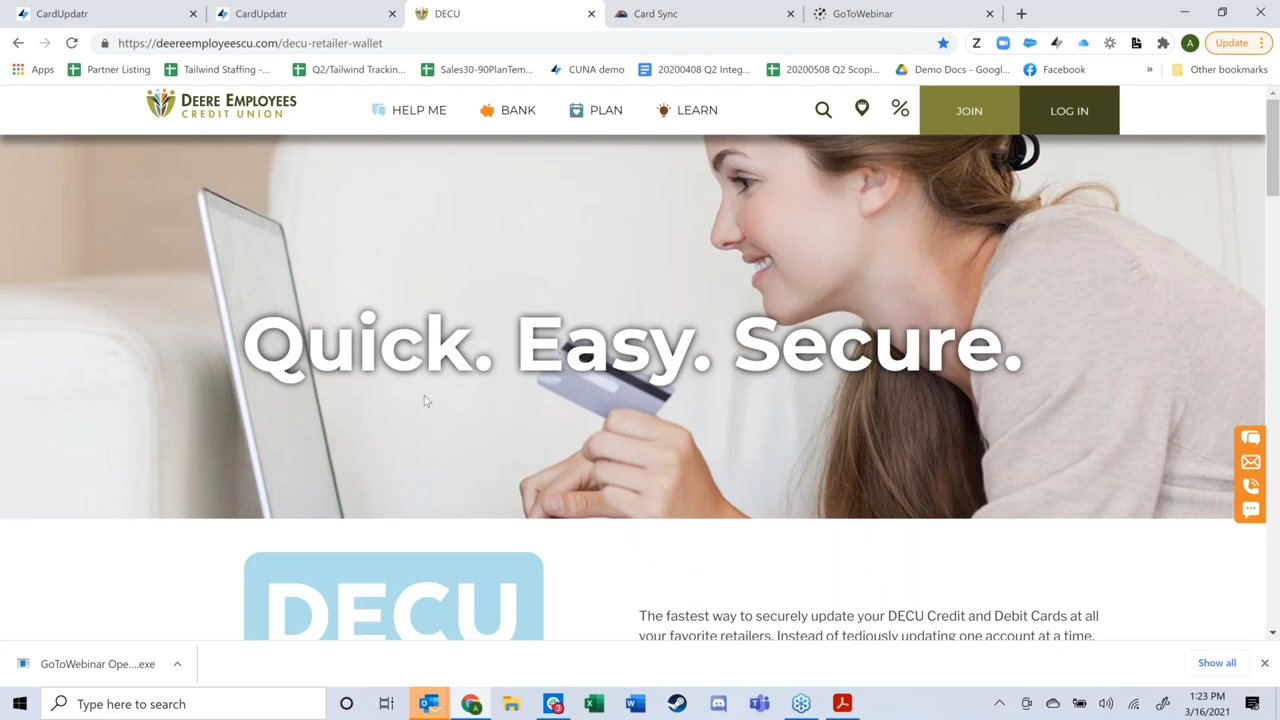 CardUpdatr
CardUpdatr
DECU
Card Sync
GoToWebinar
https://deereemployeescu.com/decu-retailer-wallet
Z
A
Update
Apps
Partner Listing
Tailwind Staffing -...
Q2/Tailwind Trackin...
Sales30-90PlanTem...
CUNA demo
20200408 Q2 Integ...
20200508 Q2 Scopi...
Demo Docs - Googl...
Facebook
»
Other bookmarks
DEERE EMPLOYEES
CREDIT UNION
HELP ME
BANK
PLAN
LEARN
%
JOIN
LOG IN
Quick. Easy. Secure.
DECU
The fastest way to securely update your DECU Credit and Debit Cards at all
your favorite retailers. Instead of tediously updating one account at a time,
GoToWebinar Ope....exe
Show all
Type here to search
3
1:23 PM
3/16/2021